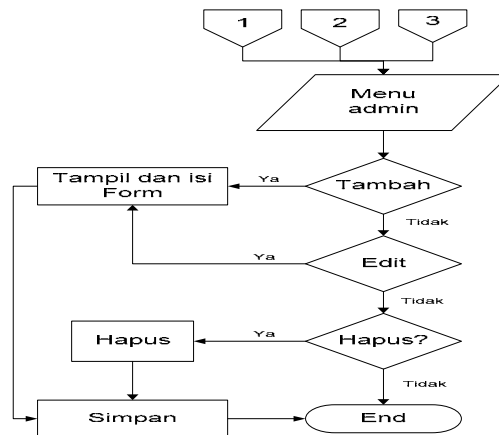 1
2
3
Menu
admin
Tampil dan isi
Form
Ya
Tambah
Tidak
Ya
Edit
Tidak
Hapus
Ya
Hapus?
Tidak
Simpan
End